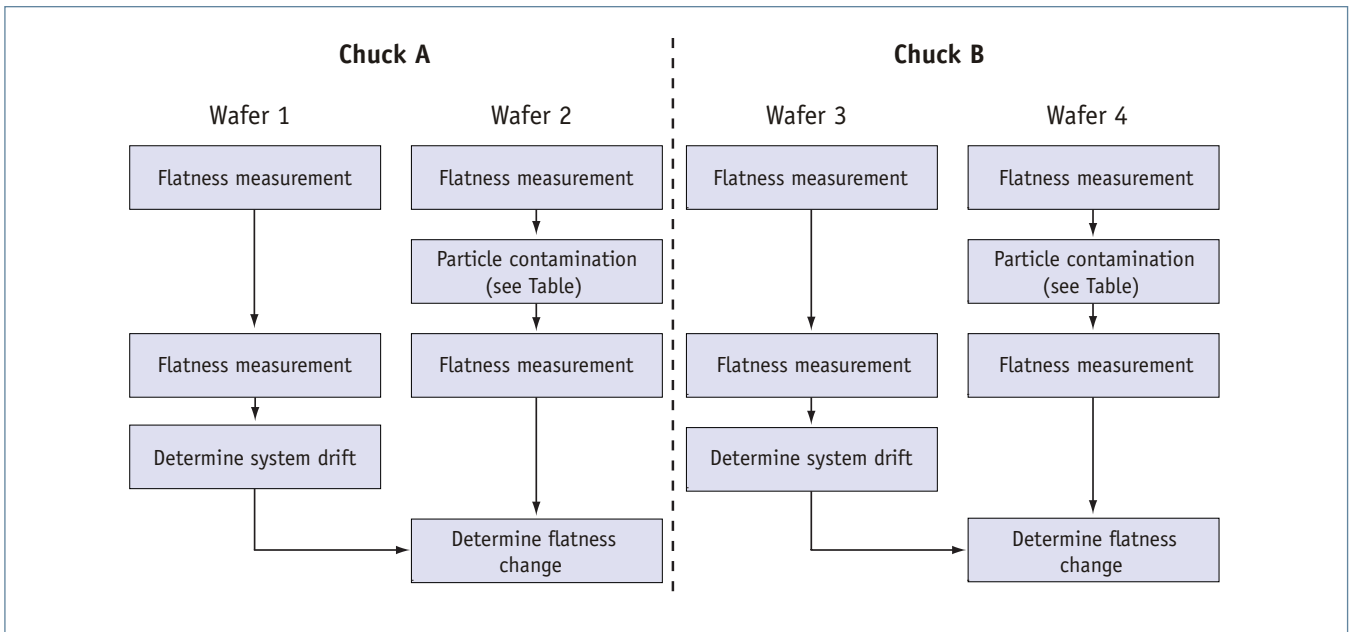 Chuck A
Chuck B
Wafer 1
Wafer 2
Wafer 3
Wafer 4
Flatness measurement
Flatness measurement
Flatness measurement
Flatness measurement
Particle contamination
(see Table)
Particle contamination
(see Table)
Flatness measurement
Flatness measurement
Flatness measurement
Flatness measurement
Determine system drift
Determine system drift
Determine flatness
change
Determine flatness
change